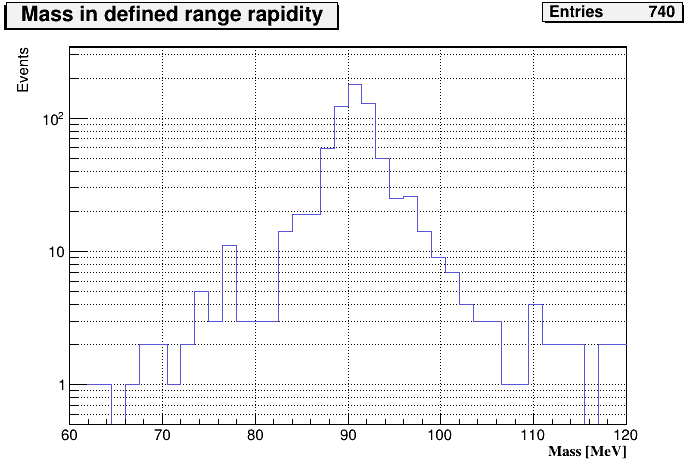 Mass in defined range rapidity
Entries 740
Events
10²
10
1
60 70 80 90 100 110 120
Mass [MeV]